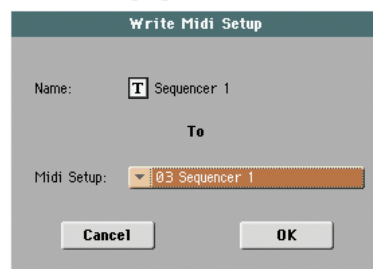 Write Midi Setup
Name: T Sequencer 1
To
Midi Setup: 03 Sequencer 1
Cancel OK